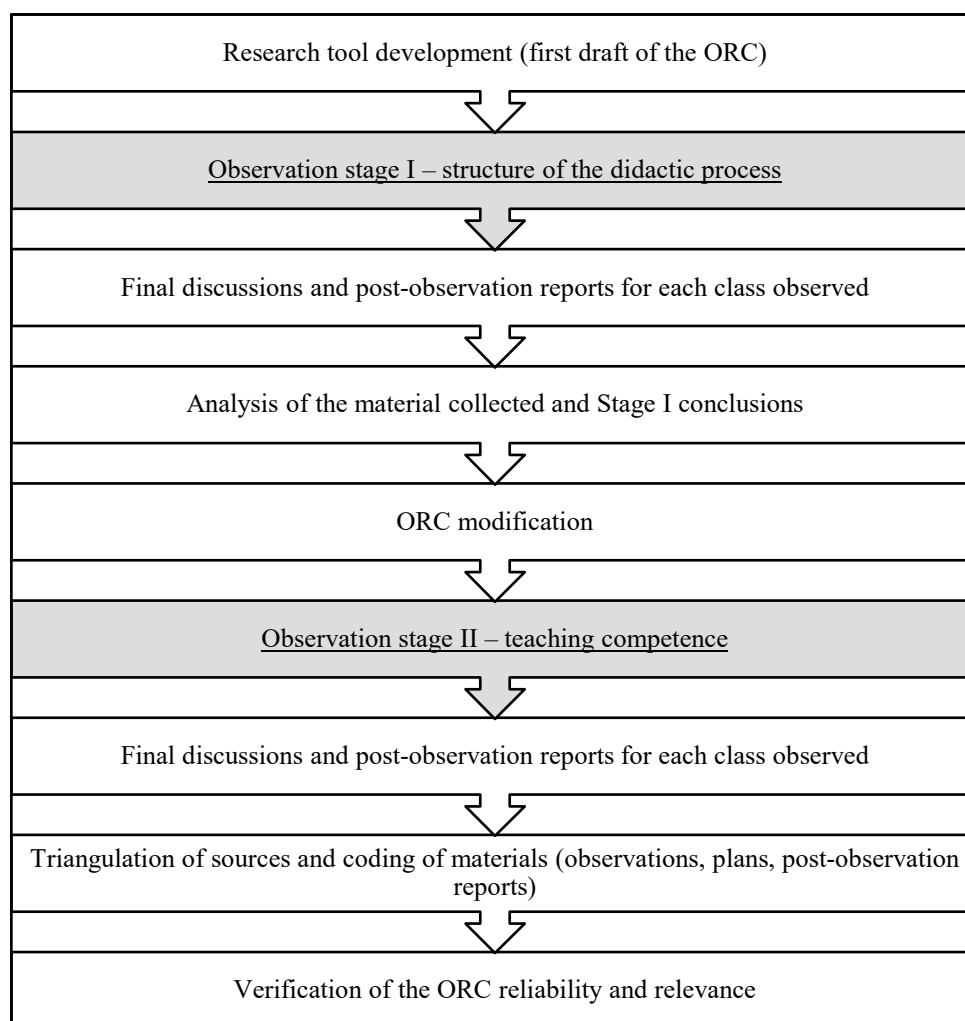 Research tool development (first draft of the ORC)
Observation stage I – structure of the didactic process
Final discussions and post-observation reports for each class observed
Analysis of the material collected and Stage I conclusions
ORC modification
Observation stage II – teaching competence
Final discussions and post-observation reports for each class observed
Triangulation of sources and coding of materials (observations, plans, post-observation
reports)
Verification of the ORC reliability and relevance